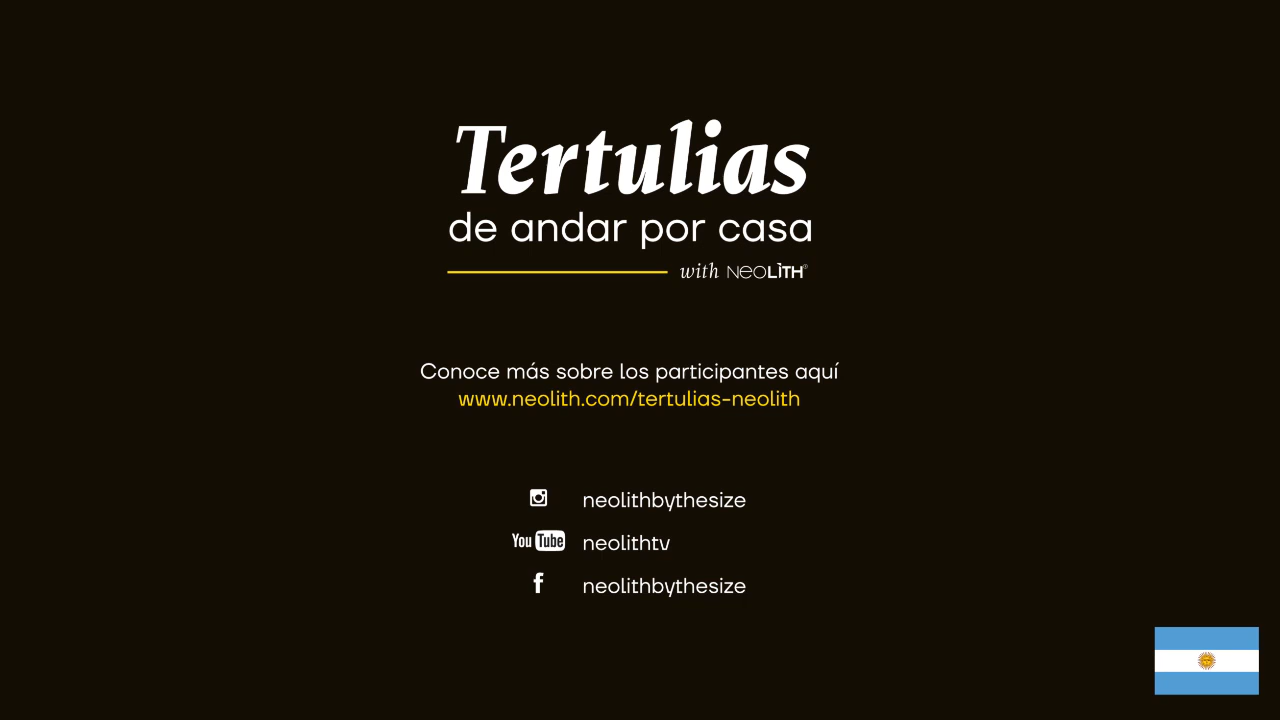 Tertulias
de andar por casa
with NEOLITH®
Conoce más sobre los participantes aquí
www.neolith.com/tertulias-neolith
neolithbythesize
You Tube neolithtv
f neolithbythesize